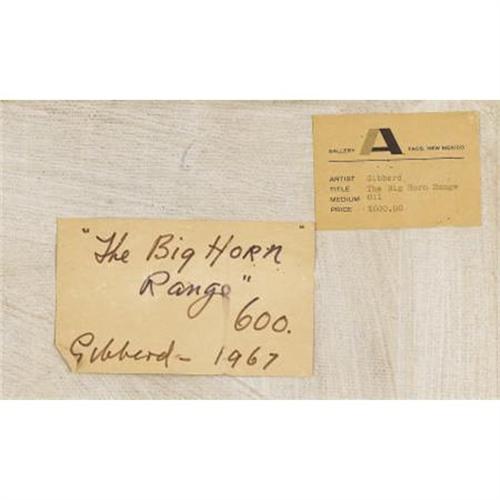 "The Big Horn
Range"
600.
Gibberd - 1967
GALLERY A TAOS, NEW MEXICO
ARTIST Gibberd
TITLE The Big Horn Range
MEDIUM Oil
PRICE $600.00